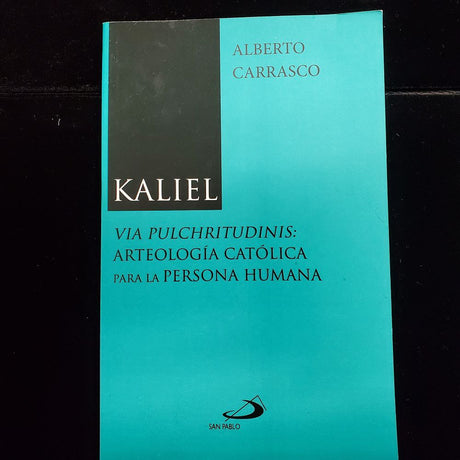 ALBERTO
CARRASCO
KALIEL
VIA PULCHRITUDINIS:
ARTEOLOGÍA CATÓLICA
PARA LA PERSONA HUMANA
SAN PABLO